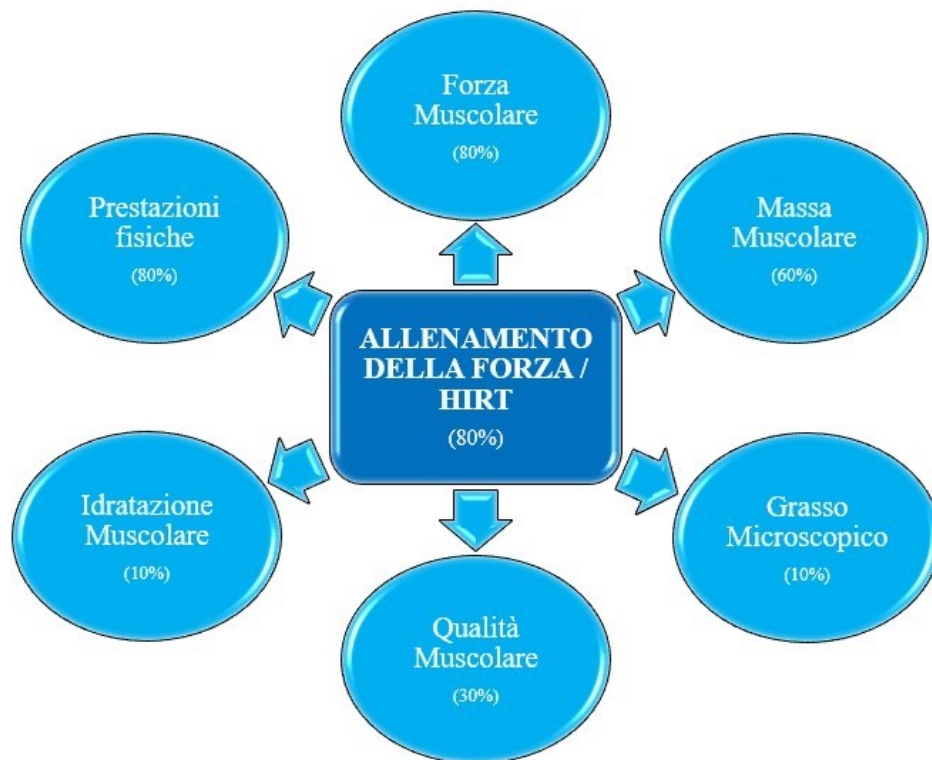 Forza
Muscolare
(80%)
Prestazioni
fisiche
(80%)
Massa
Muscolare
(60%)
ALLENAMENTO
DELLA FORZA /
HIRT
(80%)
Idratazione
Muscolare
(10%)
Grasso
Microscopico
(10%)
Qualità
Muscolare
(30%)